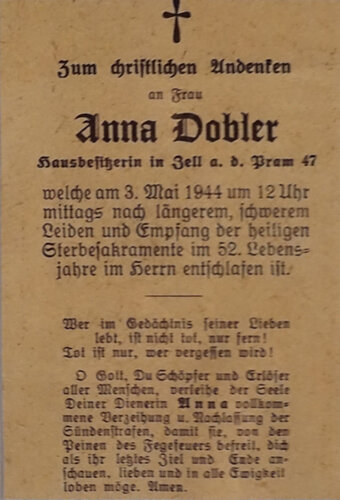 Zum christlichen Andenken
an Frau
Anna Dobler
Hausbesitzerin in Zell a. d. Pram 47
welche am 3. Mai 1944 um 12 Uhr
mittags nach längerem, schwerem
Leiden und Empfang der heiligen
Sterbesakramente im 52. Lebens-
jahre im Herrn entschlafen ist.
Wer im Gedächtnis seiner Lieben
lebt, ist nicht tot, nur fern!
Tot ist nur, wer vergessen wird!
O Gott, Du Schöpfer und Erlöser
aller Menschen, verleihe der Seele
Deiner Dienerin Anna vollkom-
mene Verzeihung u. Nachlassung der
Sündenstrafen, damit sie, von den
Peinen des Fegefeuers befreit, dich
als ihr letztes Ziel und Ende an-
schauen, lieben und in alle Ewigkeit
loben möge. Amen.